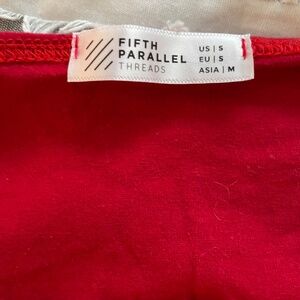 FIFTH
PARALLEL
THREADS
US | S
EU | S
ASIA | M